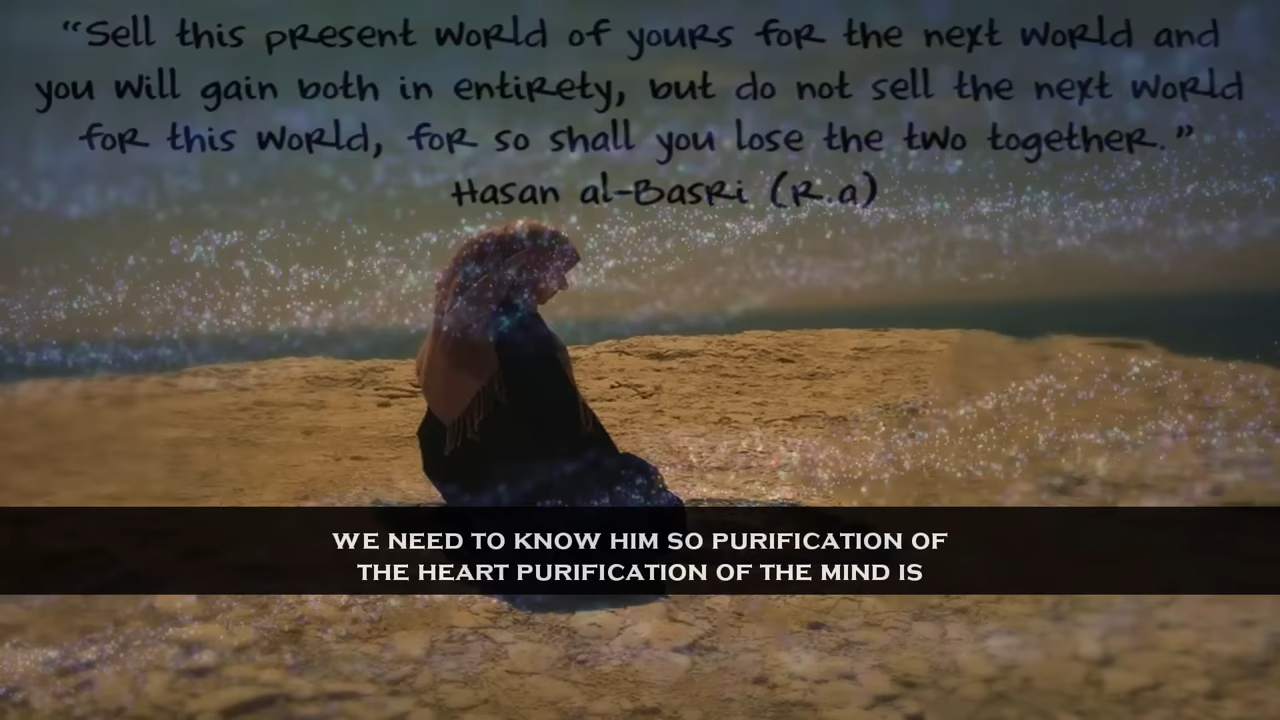 “Sell this present world of yours for the next world and
you will gain both in entirety, but do not sell the next world
for this world, for so shall you lose the two together.”
Hasan al-Basri (R.a)
WE NEED TO KNOW HIM SO PURIFICATION OF
THE HEART PURIFICATION OF THE MIND IS